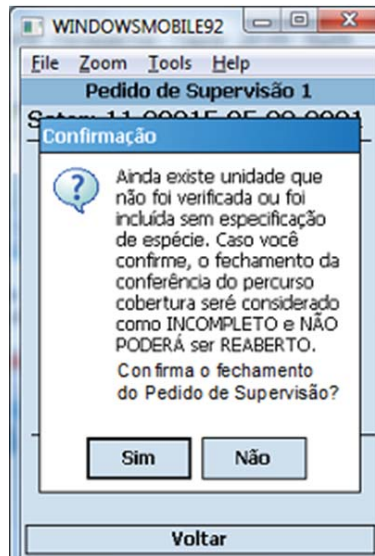 WINDOWSMOBILE92
File Zoom Tools Help
Pedido de Supervisão 1
Confirmação
Ainda existe unidade que
não foi verificada ou foi
incluída sem especificação
de espécie. Caso você
confirme, o fechamento da
conferência do percurso
cobertura seré considerado
como INCOMPLETO e NÃO
PODERÁ ser REABERTO.
Confirma o fechamento
do Pedido de Supervisão?
Sim Não
Voltar